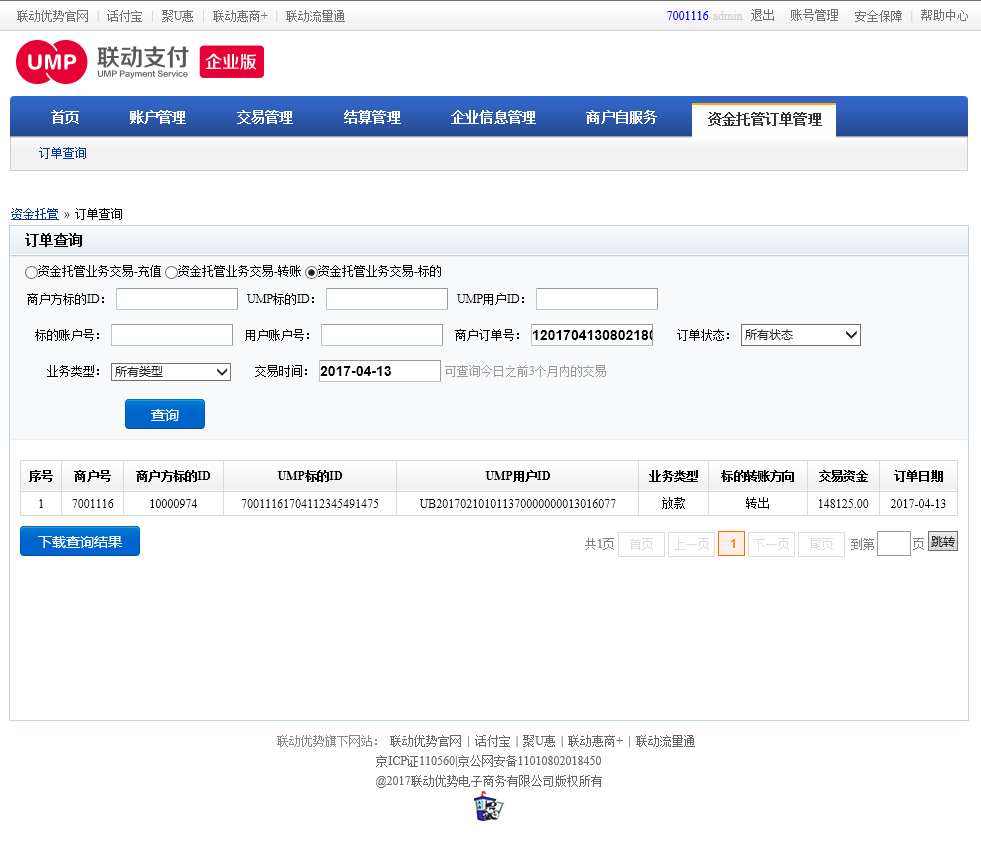 联动优势官网 | 话付宝 | 聚U惠 | 联动惠商+ | 联动流量通 7001116-admin 退出 账号管理 安全保障 | 帮助中心
UMP 联动支付 UMP Payment Service 企业版
首页 账户管理 交易管理 结算管理 企业信息管理 商户自服务 资金托管订单管理
订单查询
资金托管 » 订单查询
订单查询
资金托管业务交易-充值 资金托管业务交易-转账 资金托管业务交易-标的
商户方标的ID： UMP标的ID： UMP用户ID：
标的账户号： 用户账户号： 商户订单号： 1201704130802180 订单状态： 所有状态
业务类型： 所有类型 交易时间： 2017-04-13 可查询今日之前3个月内的交易
查询
序号 商户号 商户方标的ID UMP标的ID UMP用户ID 业务类型 标的转账方向 交易资金 订单日期
1 7001116 10000974 70011161704112345491475 UB201702101011370000000013016077 放款 转出 148125.00 2017-04-13
下载查询结果 共1页 首页 上一页 1 下一页 尾页 到第 页 跳转
联动优势旗下网站： 联动优势官网 | 话付宝 | 聚U惠 | 联动惠商+ | 联动流量通
京ICP证110560|京公网安备11010802018450
@2017联动优势电子商务有限公司版权所有